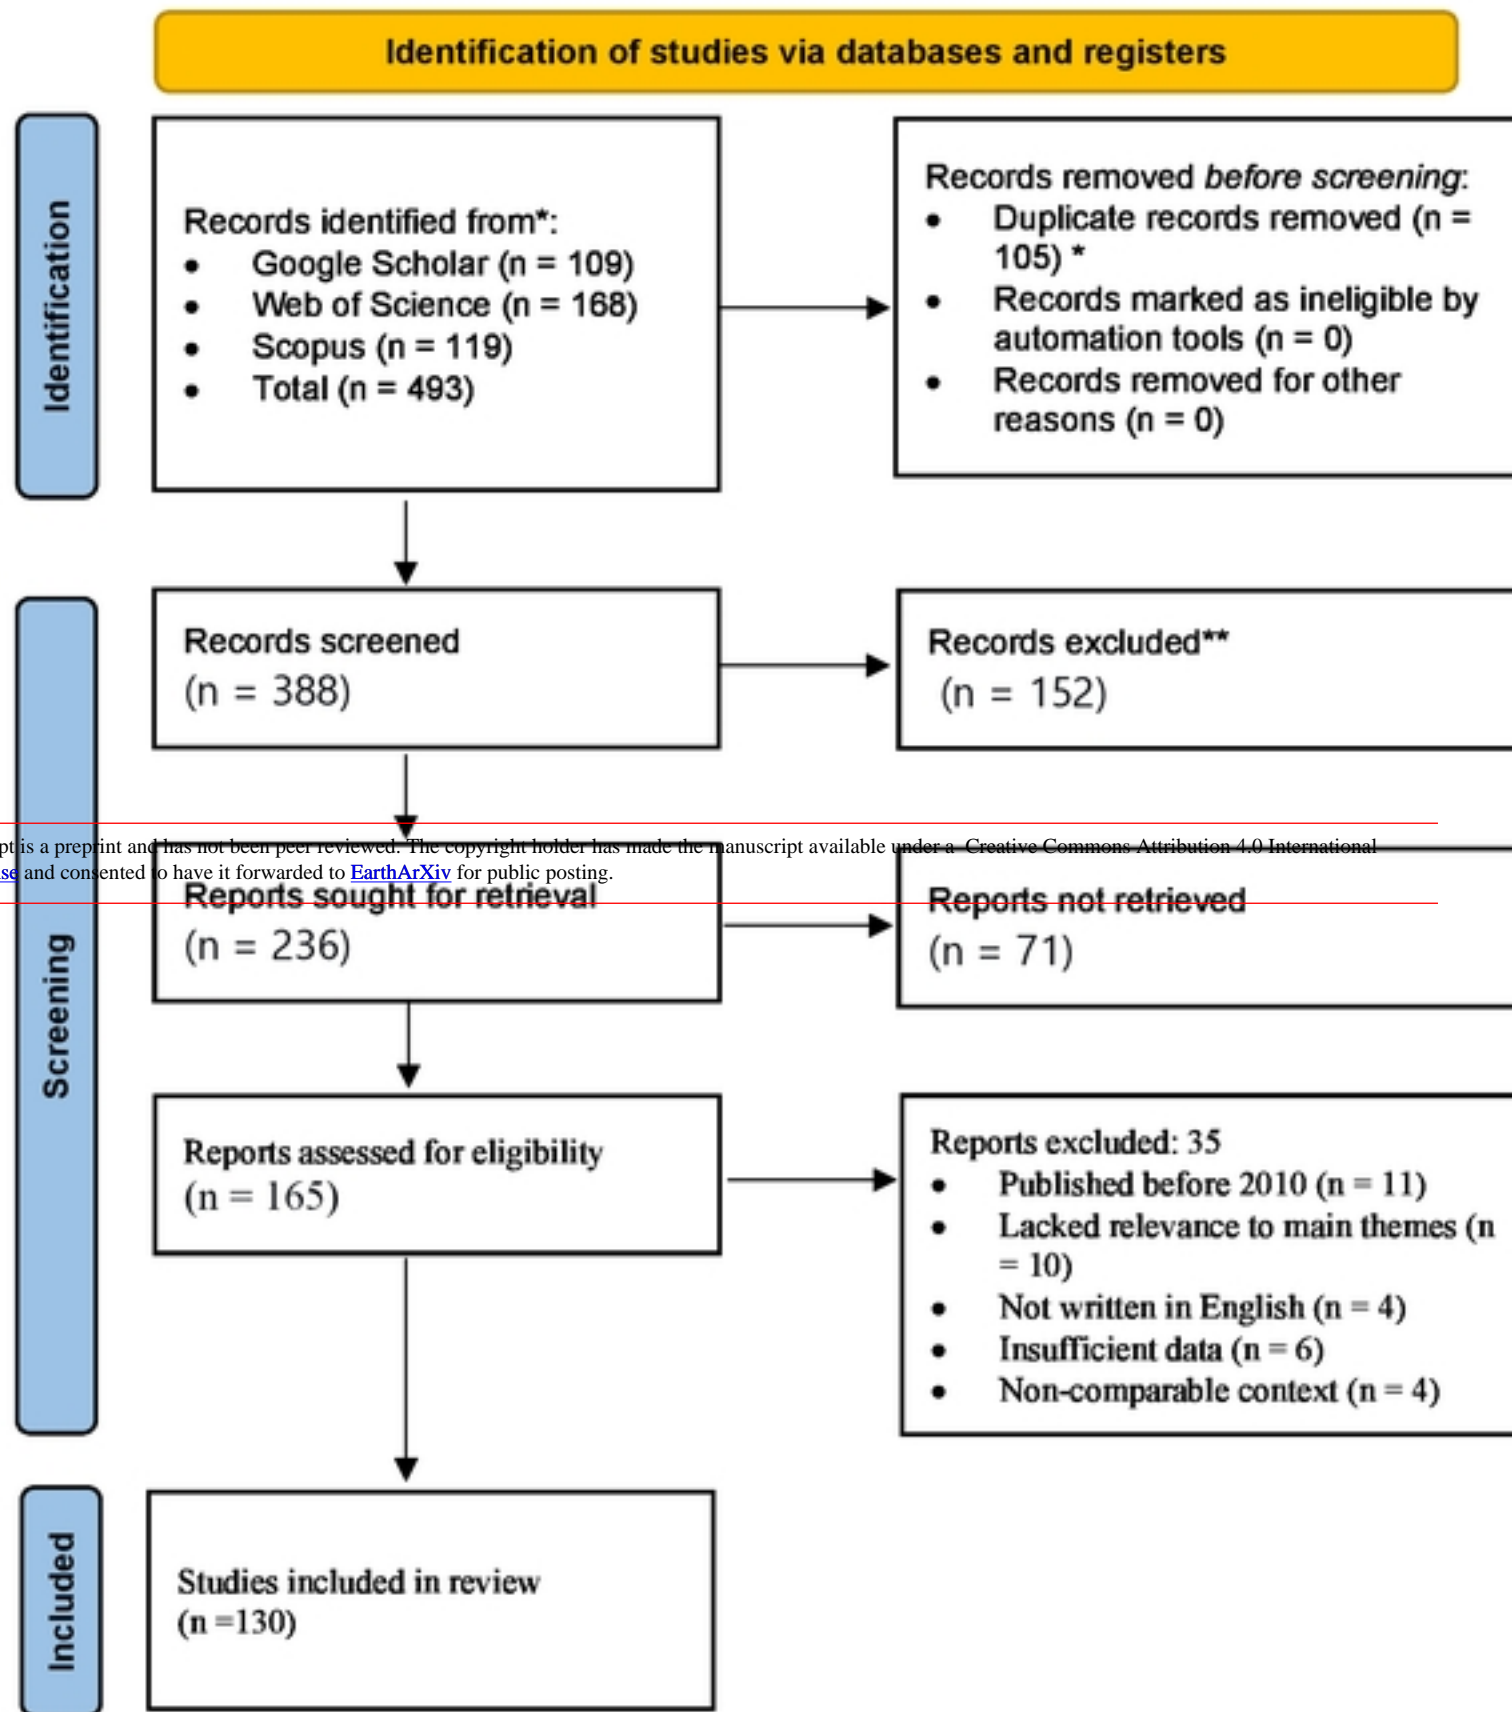 Identification of studies via databases and registers
Identification
Records identified from*:
• Google Scholar (n = 109)
• Web of Science (n = 168)
• Scopus (n = 119)
• Total (n = 493)
Records removed before screening:
• Duplicate records removed (n =
105) *
• Records marked as ineligible by
automation tools (n = 0)
• Records removed for other
reasons (n = 0)
Screening
Records screened
(n = 388)
Records excluded**
(n = 152)
pt is a preprint and has not been peer reviewed. The copyright holder has made the manuscript available under a Creative Commons Attribution 4.0 International
se and consented to have it forwarded to EarthArXiv for public posting.
Reports sought for retrieval
(n = 236)
Reports not retrieved
(n = 71)
Reports assessed for eligibility
(n = 165)
Reports excluded: 35
• Published before 2010 (n = 11)
• Lacked relevance to main themes (n
= 10)
• Not written in English (n = 4)
• Insufficient data (n = 6)
• Non-comparable context (n = 4)
Included
Studies included in review
(n =130)